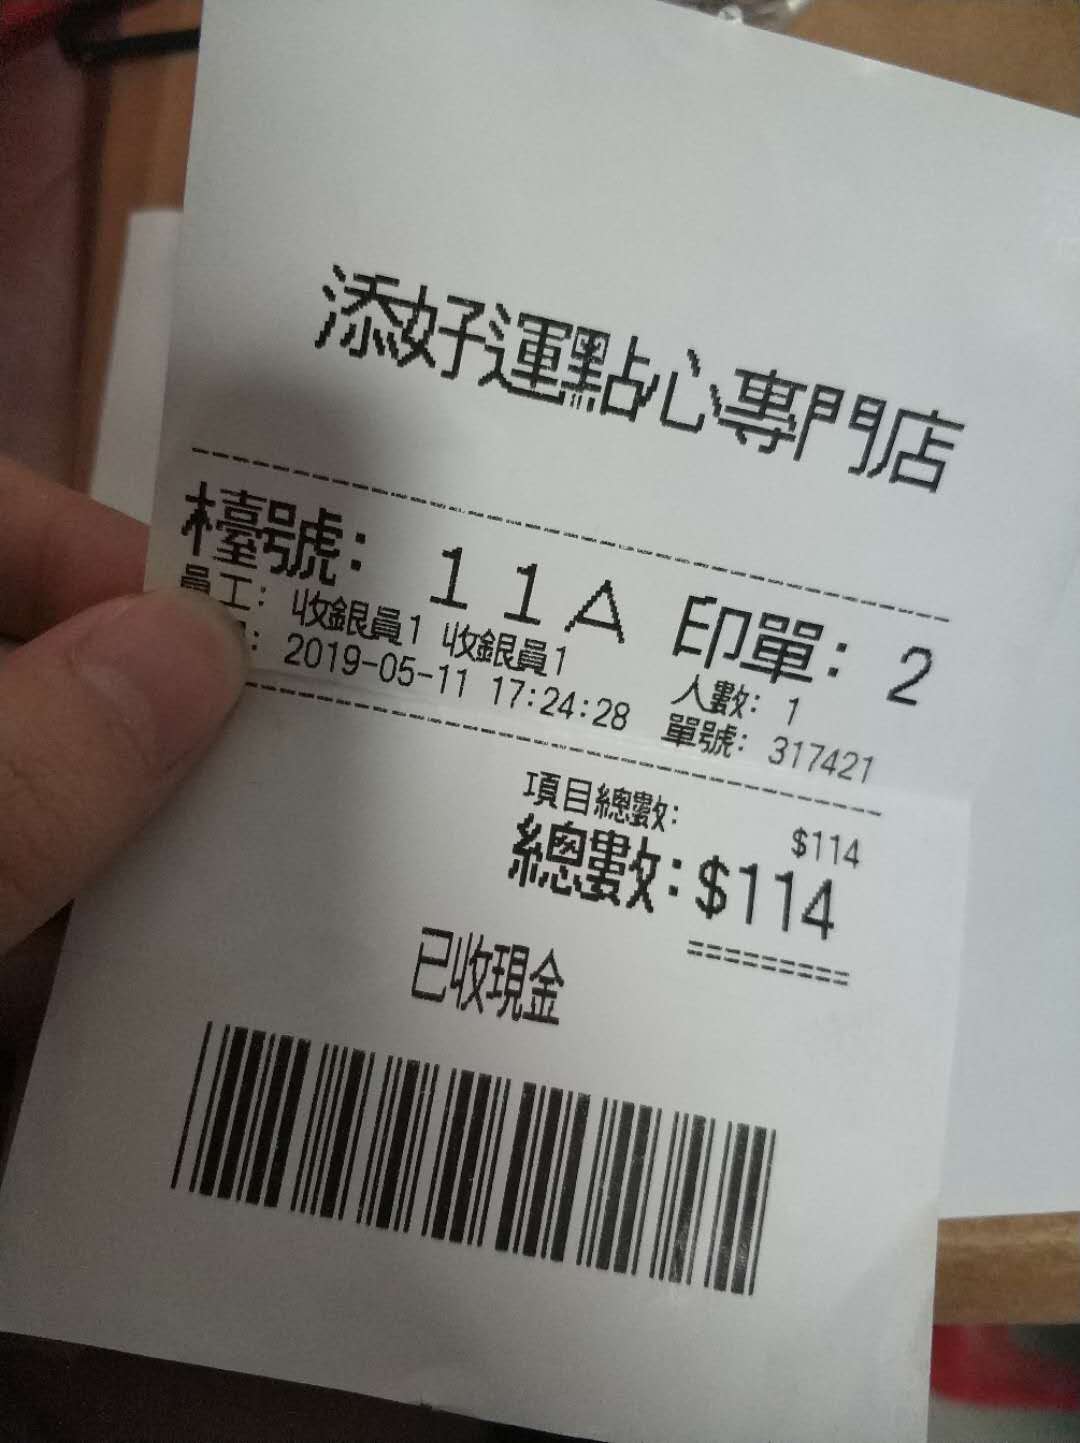 添好運點心專門店
檯號: 11A 印單: 2
員工: 收銀員1 收銀員1 人數: 1
2019-05-11 17:24:28 單號: 317421
項目總數: $114
總數: $114
已收現金